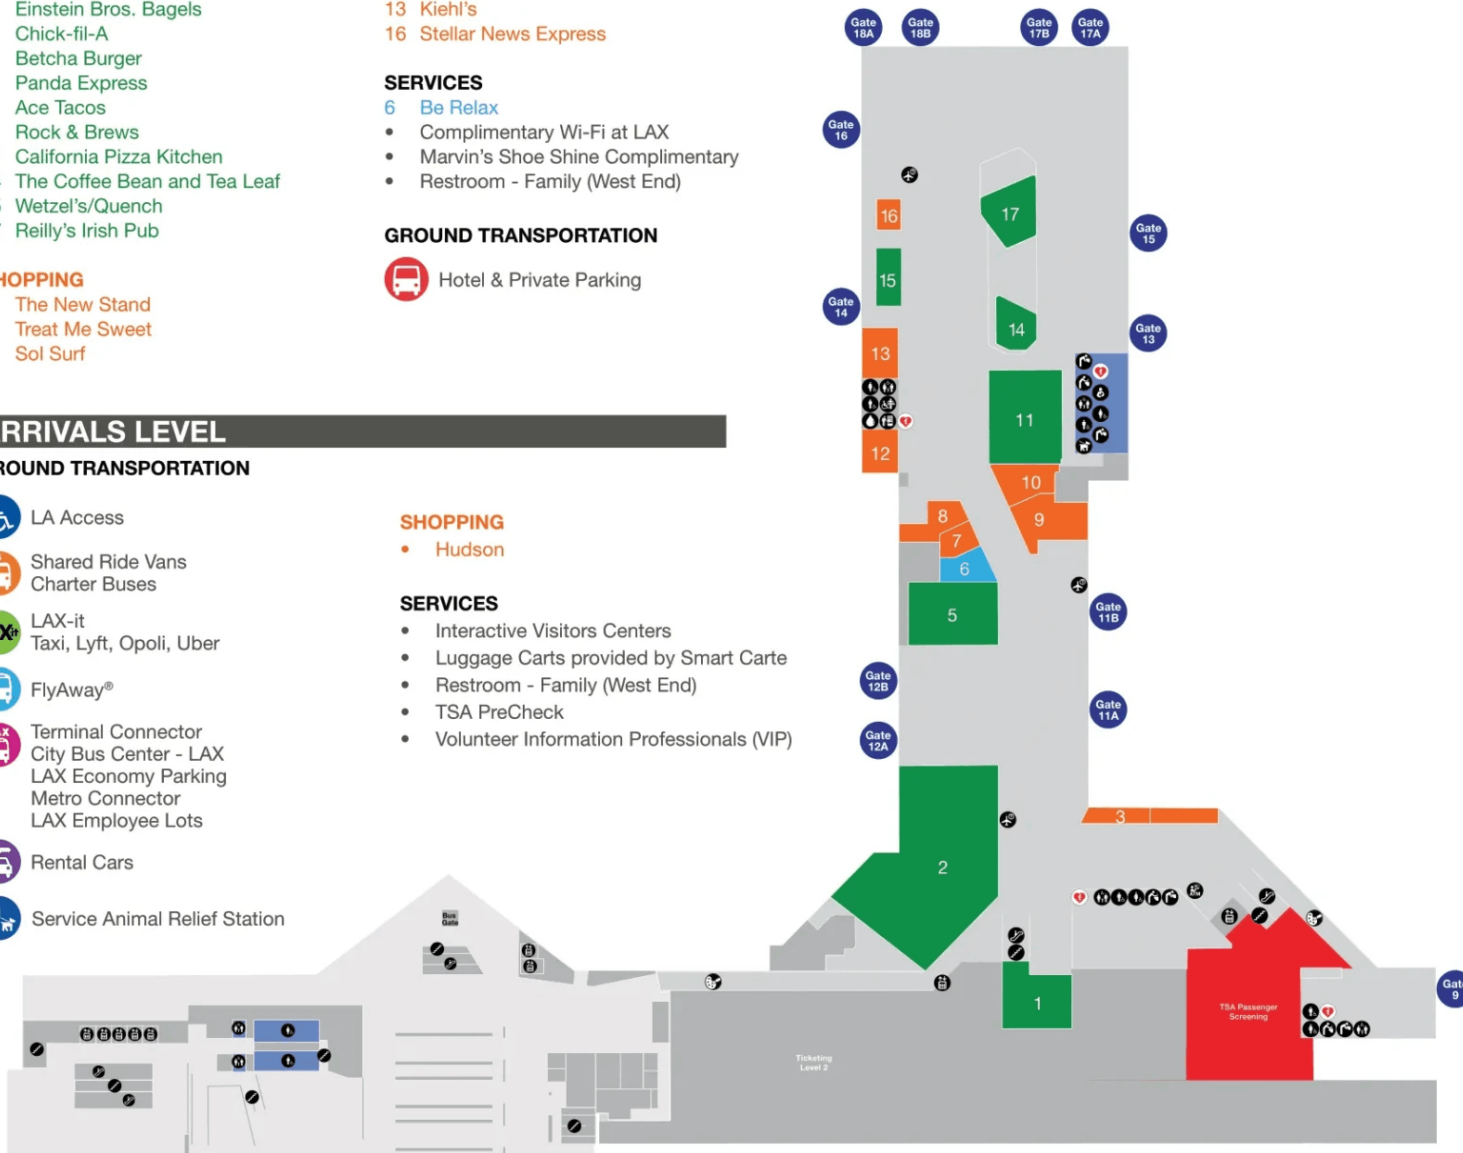 Einstein Bros. Bagels
Chick-fil-A
Betcha Burger
Panda Express
Ace Tacos
Rock & Brews
California Pizza Kitchen
The Coffee Bean and Tea Leaf
Wetzel's/Quench
Reilly's Irish Pub
HOPPING
The New Stand
Treat Me Sweet
Sol Surf
13 Kiehl's
16 Stellar News Express
SERVICES
6 Be Relax
• Complimentary Wi-Fi at LAX
• Marvin's Shoe Shine Complimentary
• Restroom - Family (West End)
GROUND TRANSPORTATION
Hotel & Private Parking
RRIVALS LEVEL
ROUND TRANSPORTATION
LA Access
Shared Ride Vans
Charter Buses
LAX-it
Taxi, Lyft, Opoli, Uber
FlyAway®
Terminal Connector
City Bus Center - LAX
LAX Economy Parking
Metro Connector
LAX Employee Lots
Rental Cars
Service Animal Relief Station
SHOPPING
• Hudson
SERVICES
• Interactive Visitors Centers
• Luggage Carts provided by Smart Carte
• Restroom - Family (West End)
• TSA PreCheck
• Volunteer Information Professionals (VIP)
Gate
18A
Gate
18B
Gate
17B
Gate
17A
Gate
16
16
17
Gate
15
15
Gate
14
14
Gate
13
13
11
12
10
8
9
7
6
5
Gate
11B
Gate
12B
Gate
11A
Gate
12A
3
2
Bus
Gate
1
TSA Passenger
Screening
Gat
9
Ticketing
Level 2